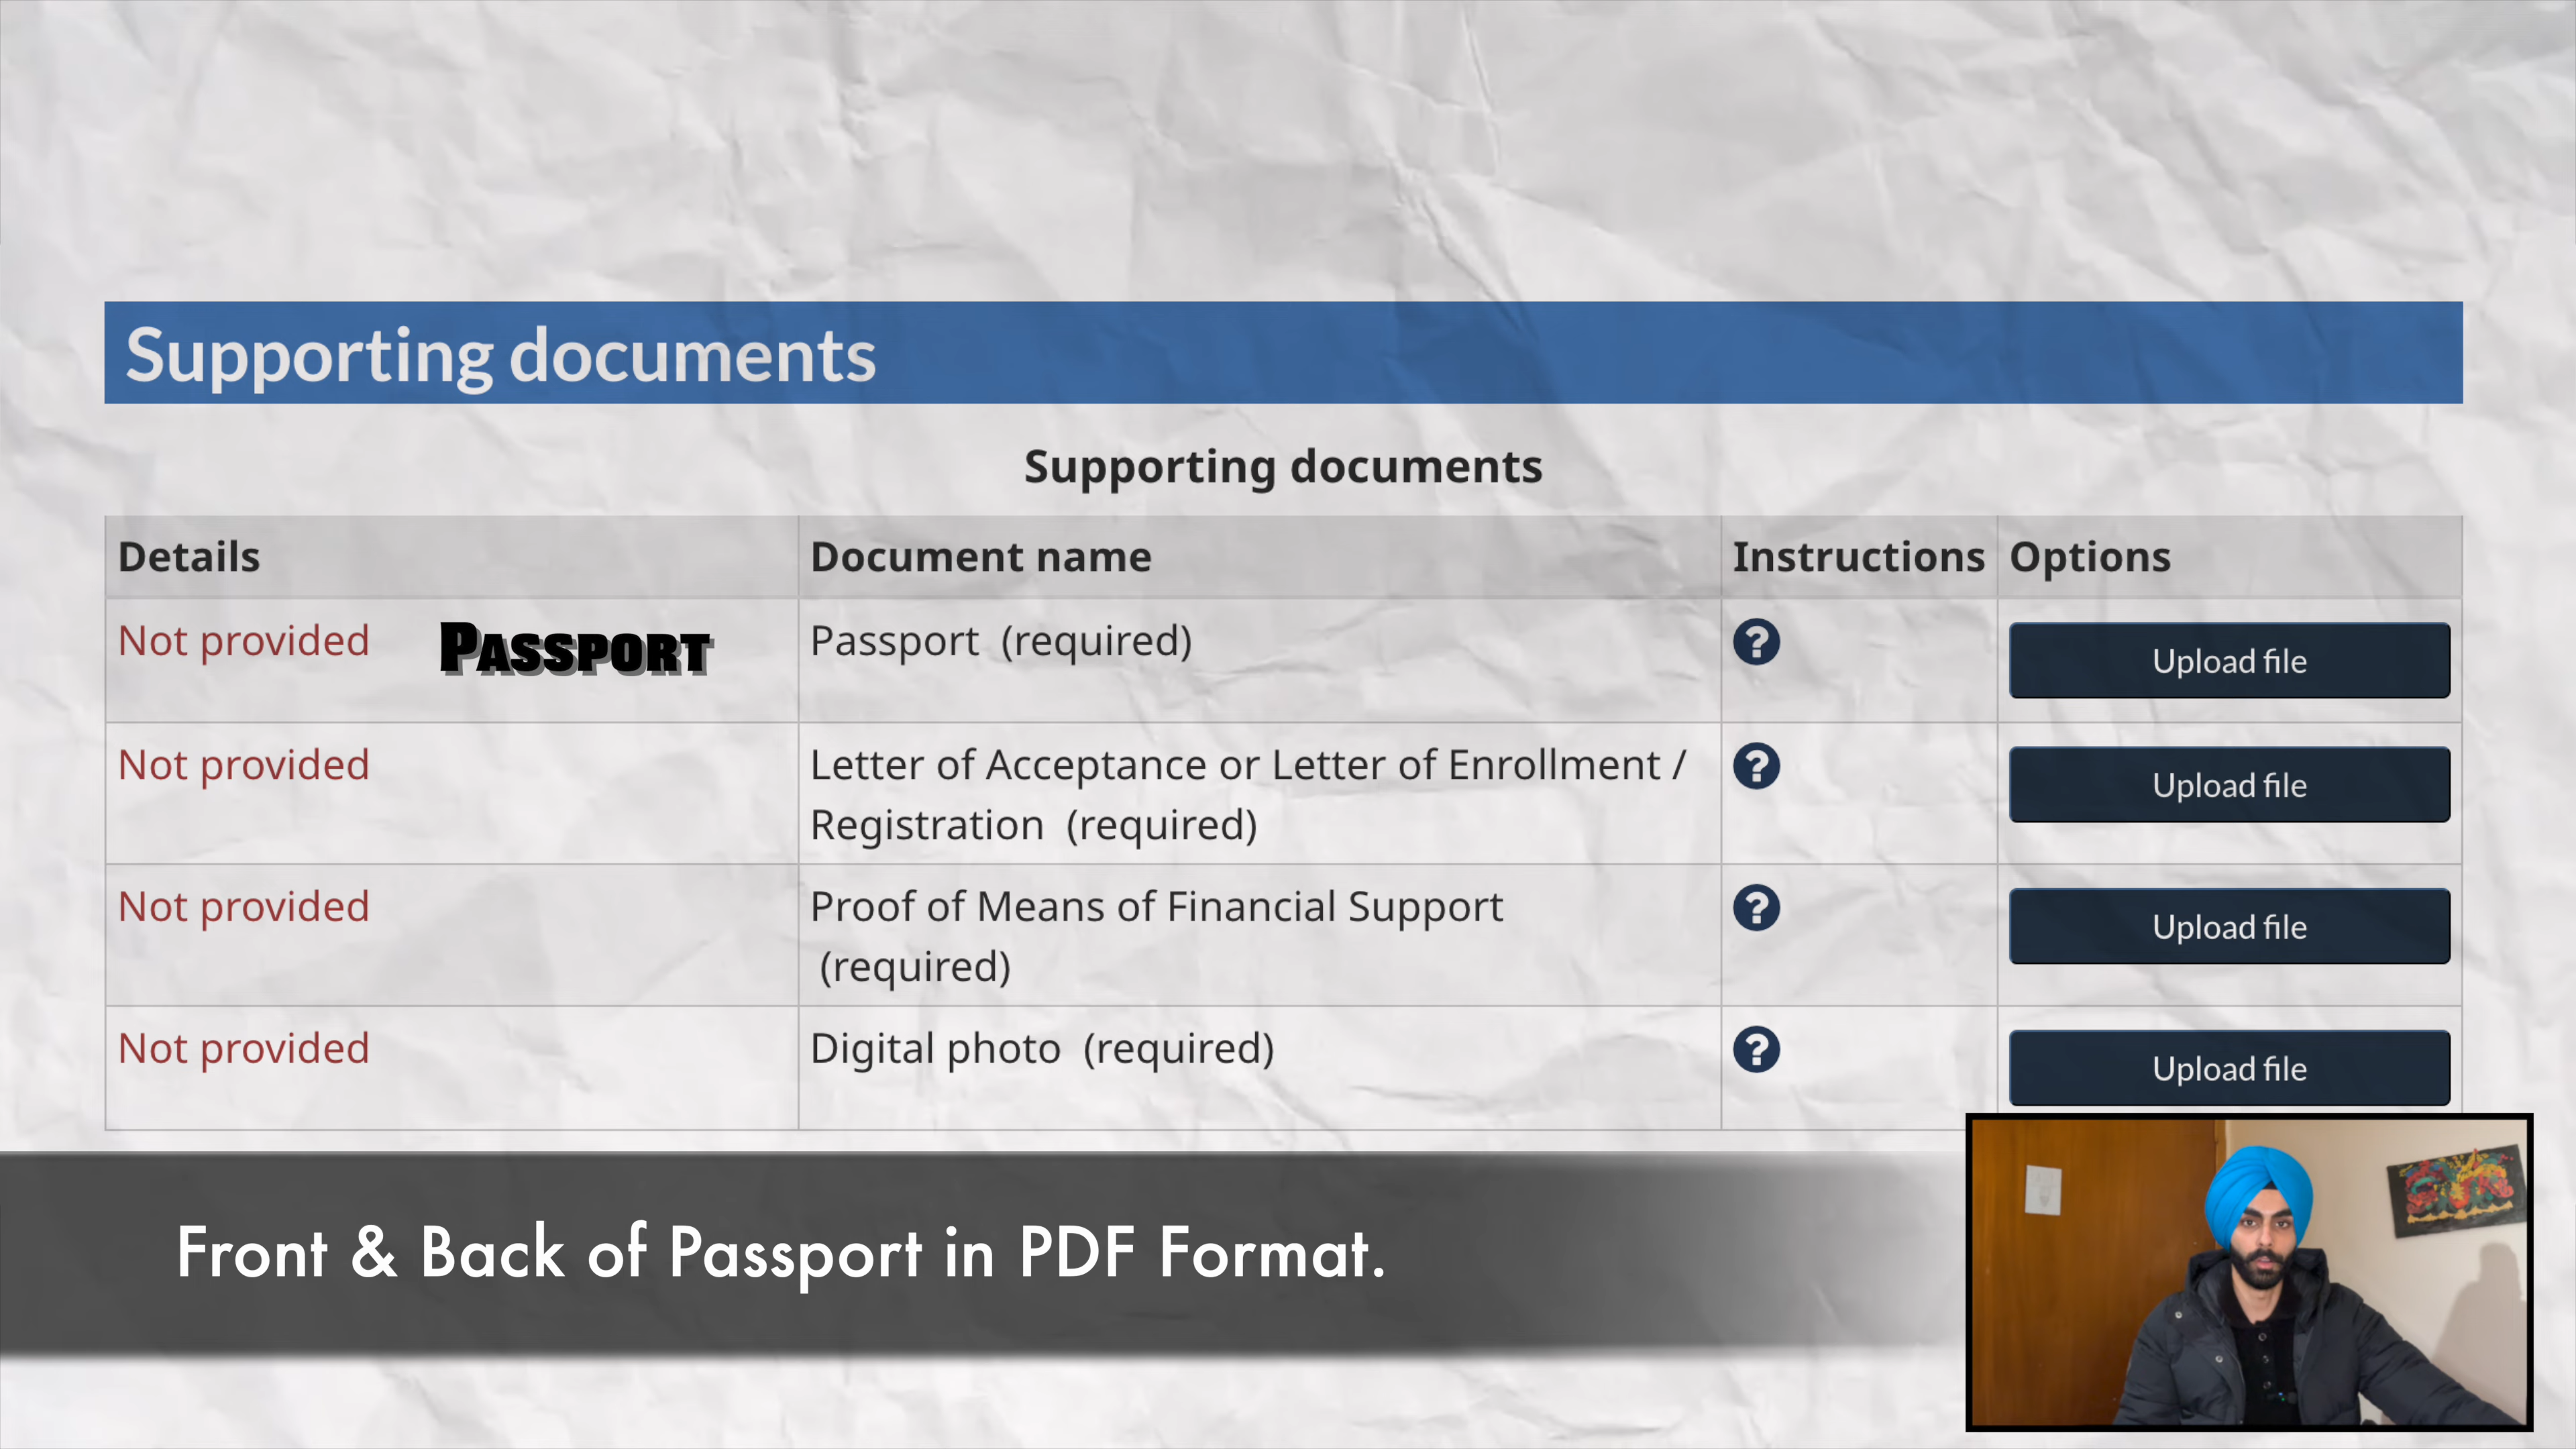 Supporting documents
Supporting documents
Details Document name Instructions Options
Not provided PASSPORT Passport (required) ? Upload file
Not provided Letter of Acceptance or Letter of Enrollment / ? Upload file
Registration (required)
Not provided Proof of Means of Financial Support ? Upload file
(required)
Not provided Digital photo (required) ? Upload file
Front & Back of Passport in PDF Format.